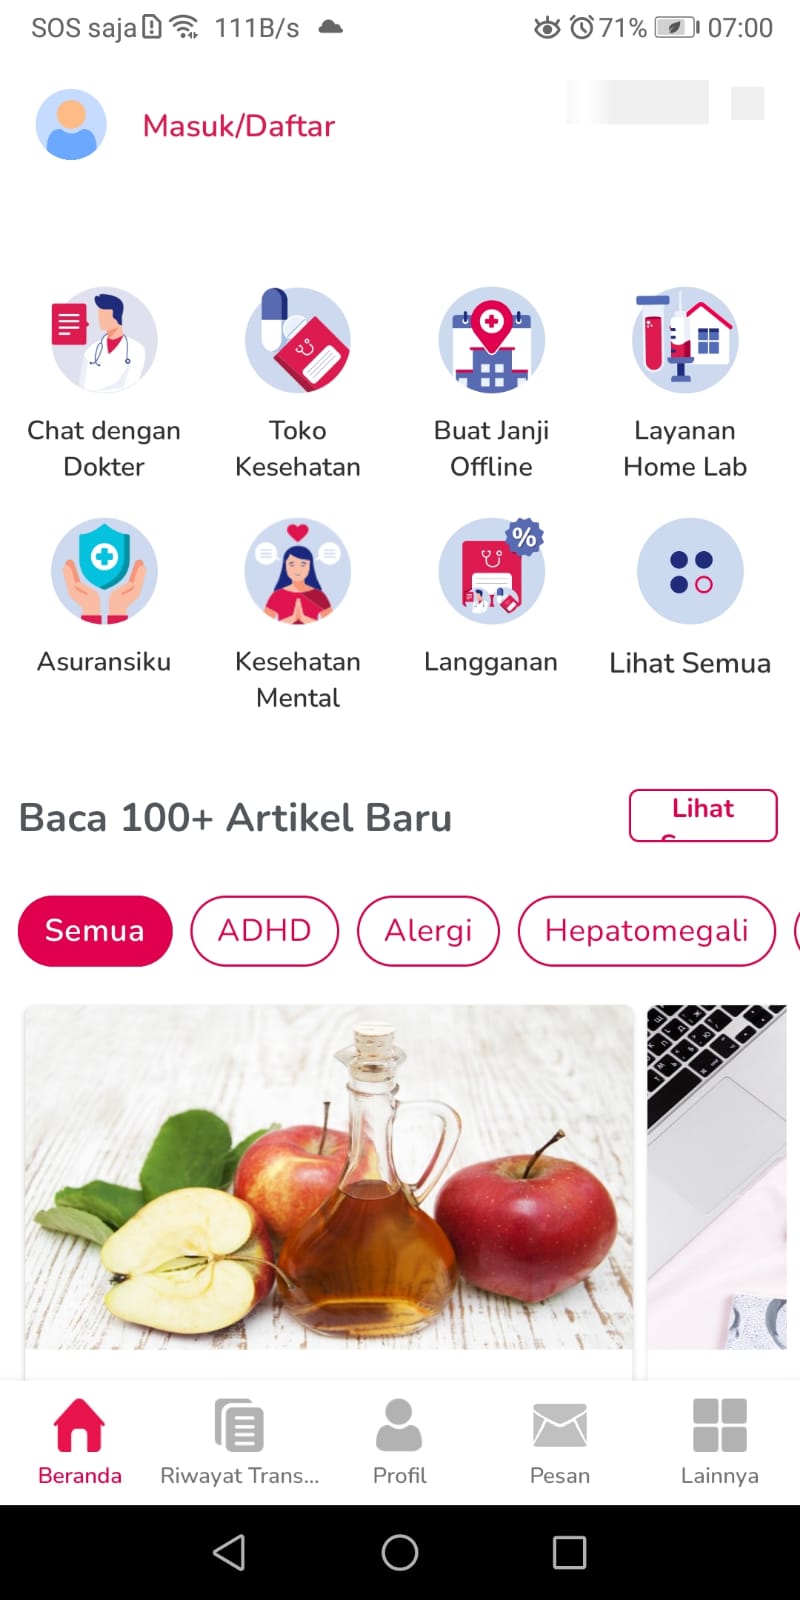 SOS saja 111B/s 71% 07:00
Masuk/Daftar
Chat dengan
Dokter
Toko
Kesehatan
Buat Janji
Offline
Layanan
Home Lab
%
Asuransiku
Kesehatan
Mental
Langganan
Lihat Semua
Baca 100+ Artikel Baru
Lihat
Semua
ADHD
Alergi
Hepatomegali
Beranda
Riwayat Trans...
Profil
Pesan
Lainnya